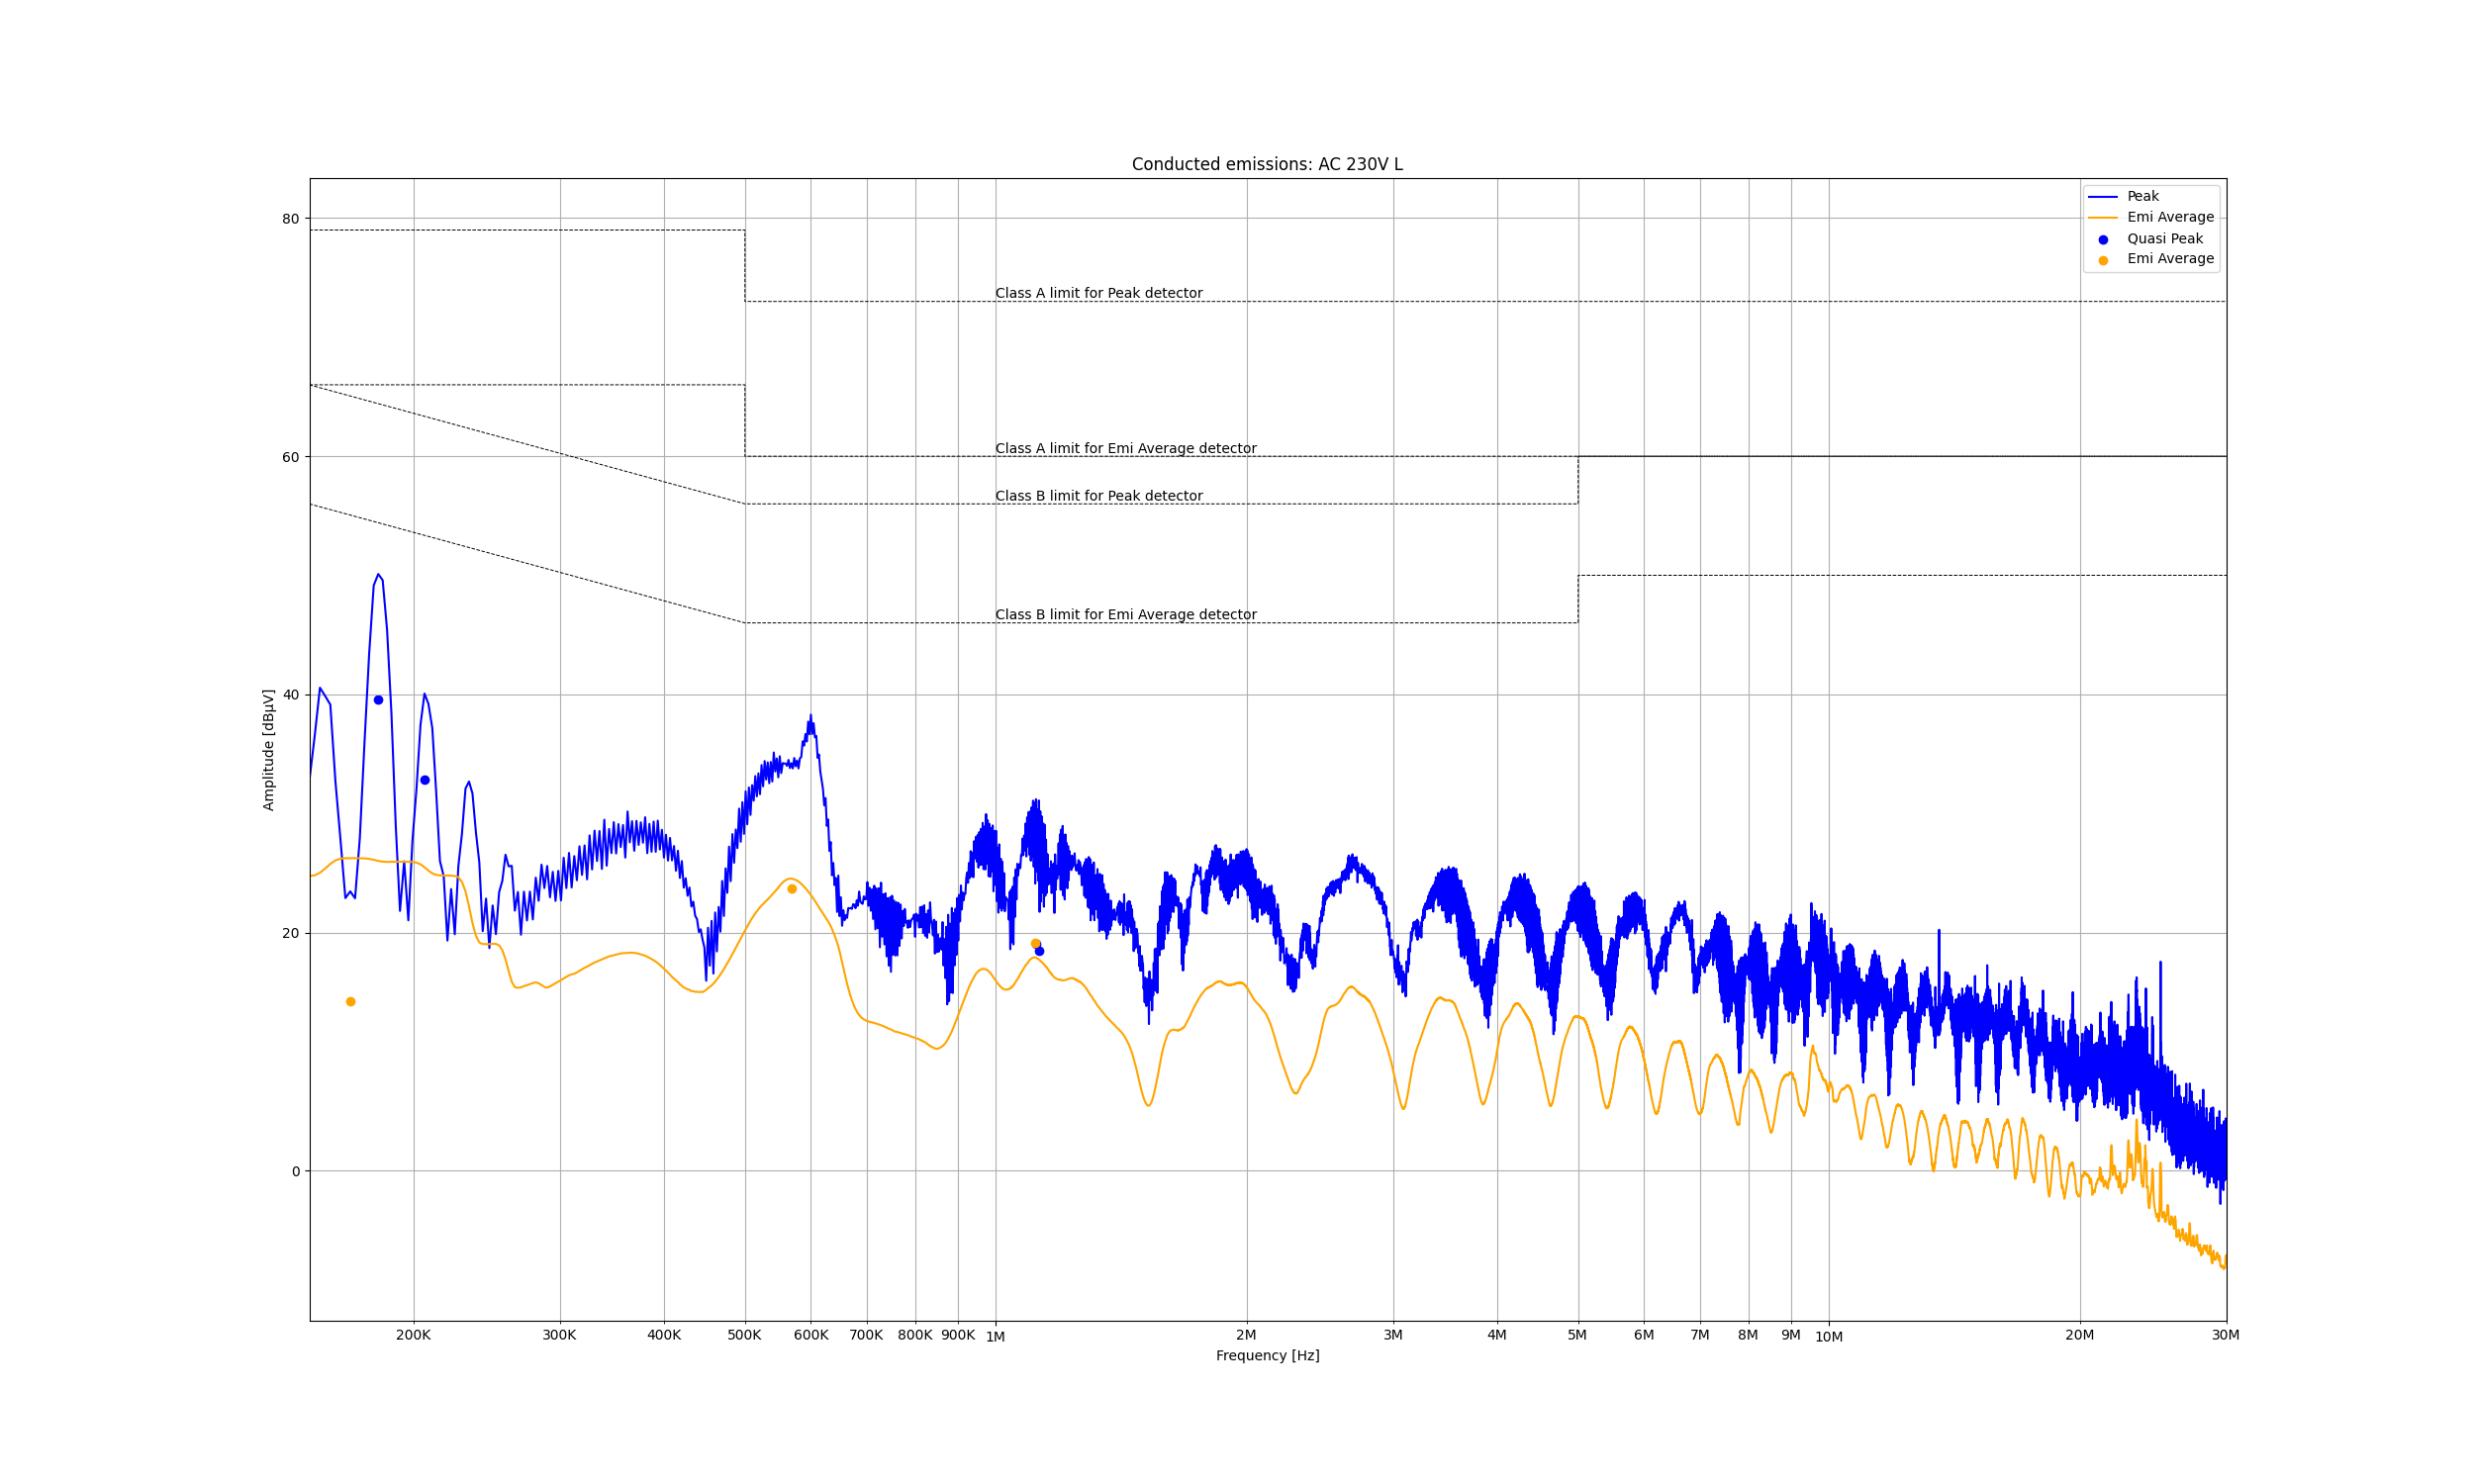 Conducted emissions: AC 230V L
Peak
Emi Average
Quasi Peak
Emi Average
80
60
40
20
0
Amplitude [dBµV]
Class A limit for Peak detector
Class A limit for Emi Average detector
Class B limit for Peak detector
Class B limit for Emi Average detector
200K 300K 400K 500K 600K 700K 800K 900K 1M 2M 3M 4M 5M 6M 7M 8M 9M 10M 20M 30M
Frequency [Hz]